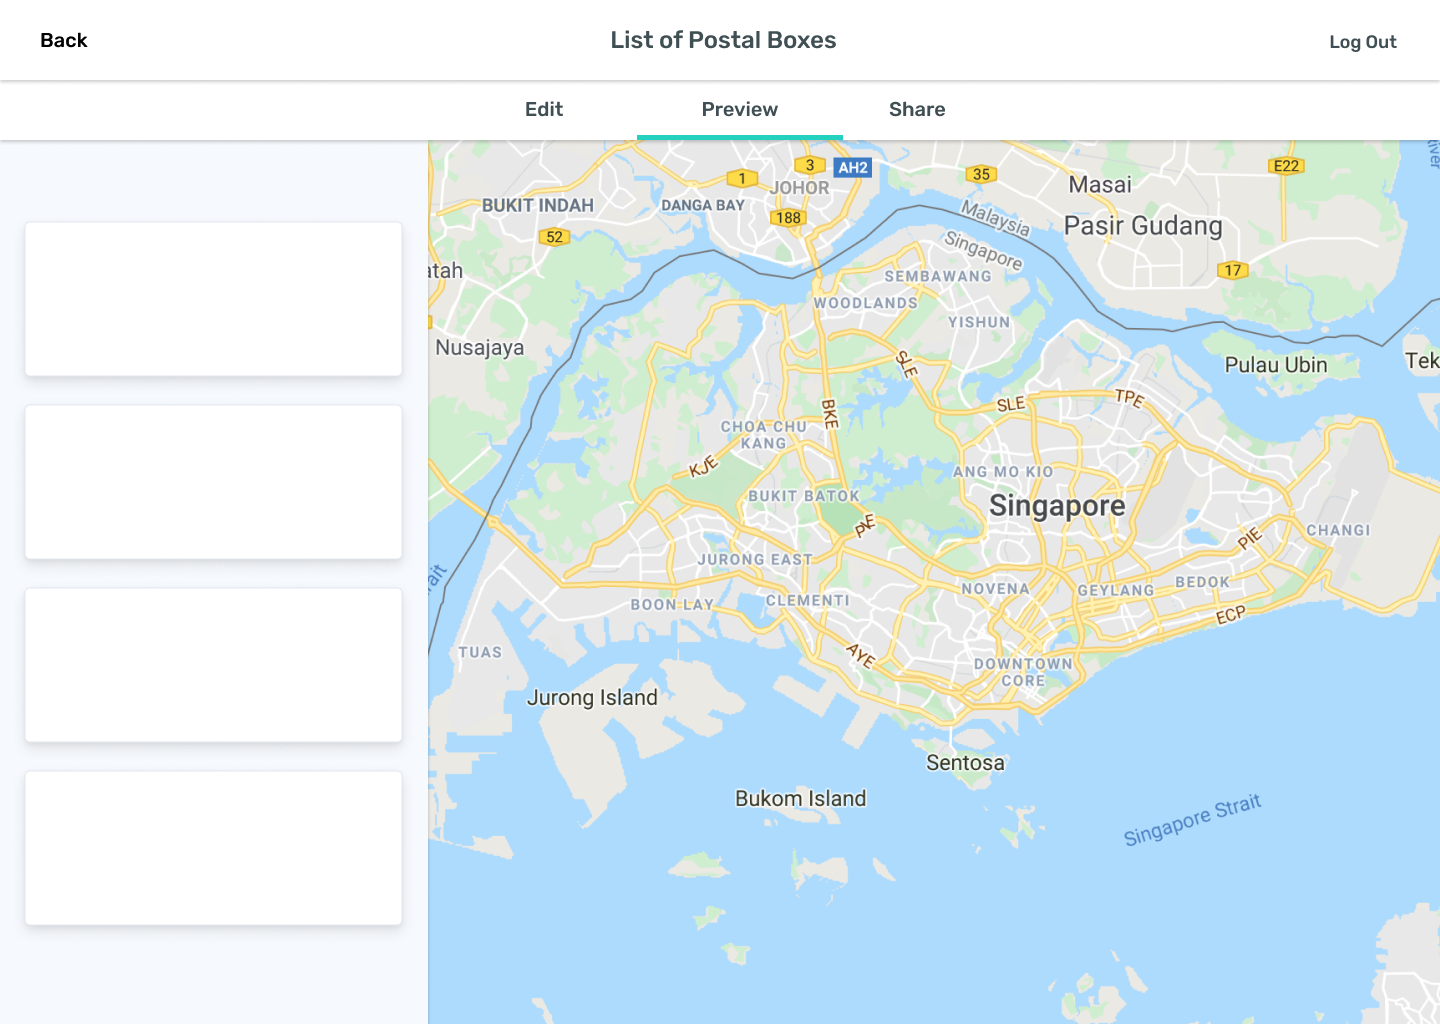 Back
List of Postal Boxes
Log Out
Edit
Preview
Share
3
AH2
1
35
E22
JOHOR
Masai
BUKIT INDAH
DANGA BAY
188
Malaysia
Pasir Gudang
52
Singapore
atah
SEMBAWANG
17
WOODLANDS
YISHUN
Nusajaya
SLE
Pulau Ubin
Tek
SLE
TPE
BKE
CHOA CHU
KANG
KJE
ANG MO KIO
BUKIT BATOK
Singapore
PIE
CHANGI
PIE
JURONG EAST
rait
NOVENA
GEYLANG
BEDOK
BOON LAY
CLEMENTI
ECP
TUAS
AYE
DOWNTOWN
CORE
Jurong Island
Sentosa
Bukom Island
Singapore Strait